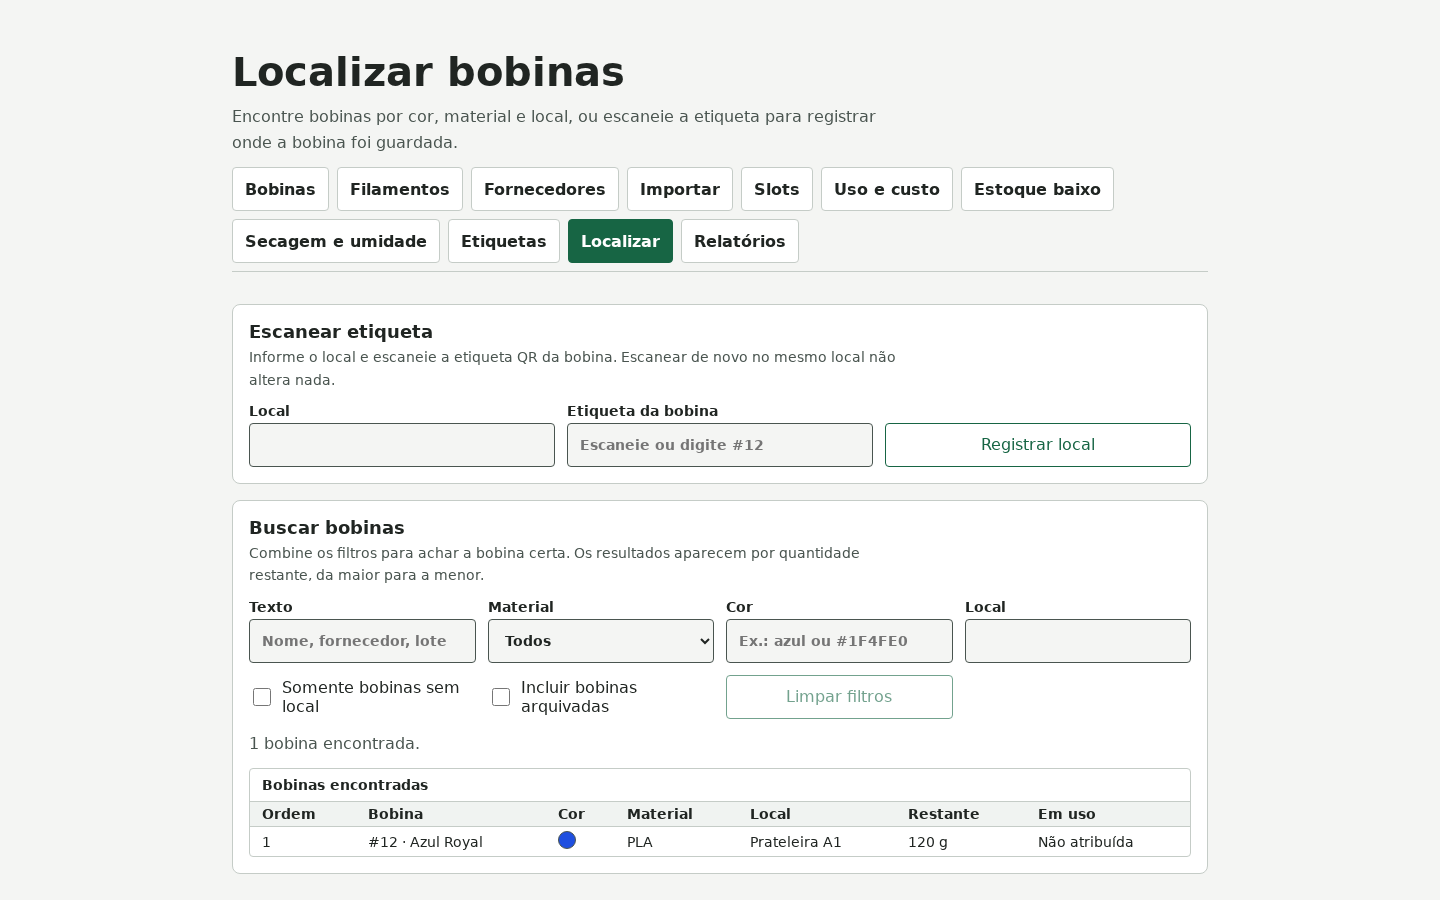 Localizar bobinas
Encontre bobinas por cor, material e local, ou escaneie a etiqueta para registrar
onde a bobina foi guardada.
Bobinas Filamentos Fornecedores Importar Slots Uso e custo Estoque baixo
Secagem e umidade Etiquetas Localizar Relatórios
Escanear etiqueta
Informe o local e escaneie a etiqueta QR da bobina. Escanear de novo no mesmo local não
altera nada.
Local Etiqueta da bobina
Escaneie ou digite #12 Registrar local
Buscar bobinas
Combine os filtros para achar a bobina certa. Os resultados aparecem por quantidade
restante, da maior para a menor.
Texto Material Cor Local
Nome, fornecedor, lote Todos Ex.: azul ou #1F4FE0
Somente bobinas sem
local
Incluir bobinas
arquivadas
Limpar filtros
1 bobina encontrada.
Bobinas encontradas
Ordem Bobina Cor Material Local Restante Em uso
1 #12 · Azul Royal PLA Prateleira A1 120 g Não atribuída